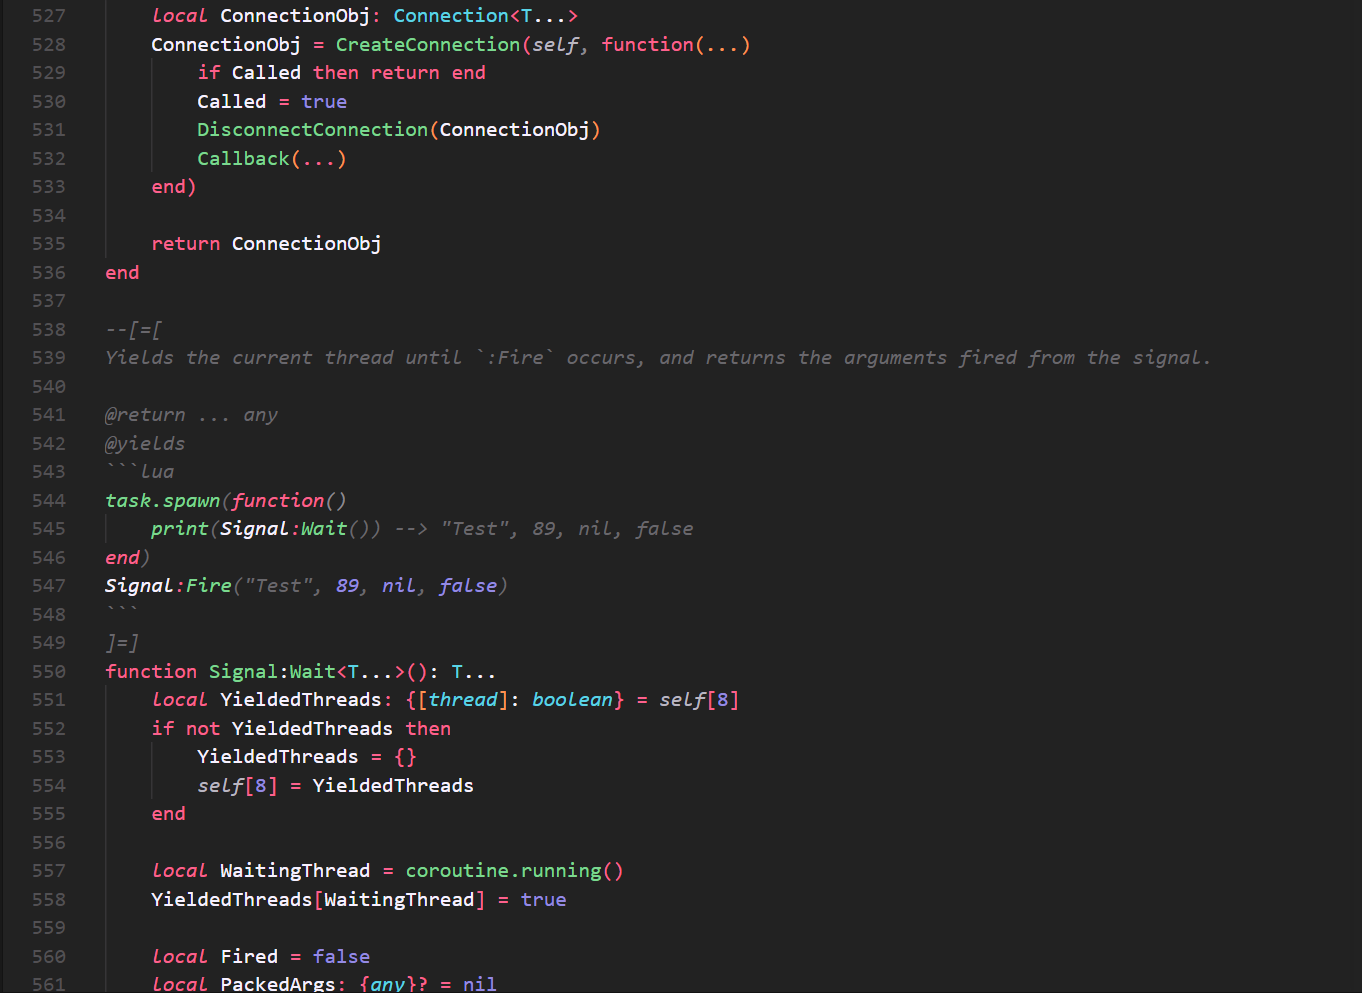 527 local ConnectionObj: Connection<T...>
528 ConnectionObj = CreateConnection(self, function(...)
529 if Called then return end
530 Called = true
531 DisconnectConnection(ConnectionObj)
532 Callback(...)
533 end)
534
535 return ConnectionObj
536 end
537
538 --[=[
539 Yields the current thread until `:Fire` occurs, and returns the arguments fired from the signal.
540
541 @return ... any
542 @yields
543 ```lua
544 task.spawn(function()
545 print(Signal:Wait()) --> "Test", 89, nil, false
546 end)
547 Signal:Fire("Test", 89, nil, false)
548 ```
549 ]=]
550 function Signal:Wait<T...>(): T...
551 local YieldedThreads: {[thread]: boolean} = self[8]
552 if not YieldedThreads then
553 YieldedThreads = {}
554 self[8] = YieldedThreads
555 end
556
557 local WaitingThread = coroutine.running()
558 YieldedThreads[WaitingThread] = true
559
560 local Fired = false
561 local PackedArgs: {any}? = nil